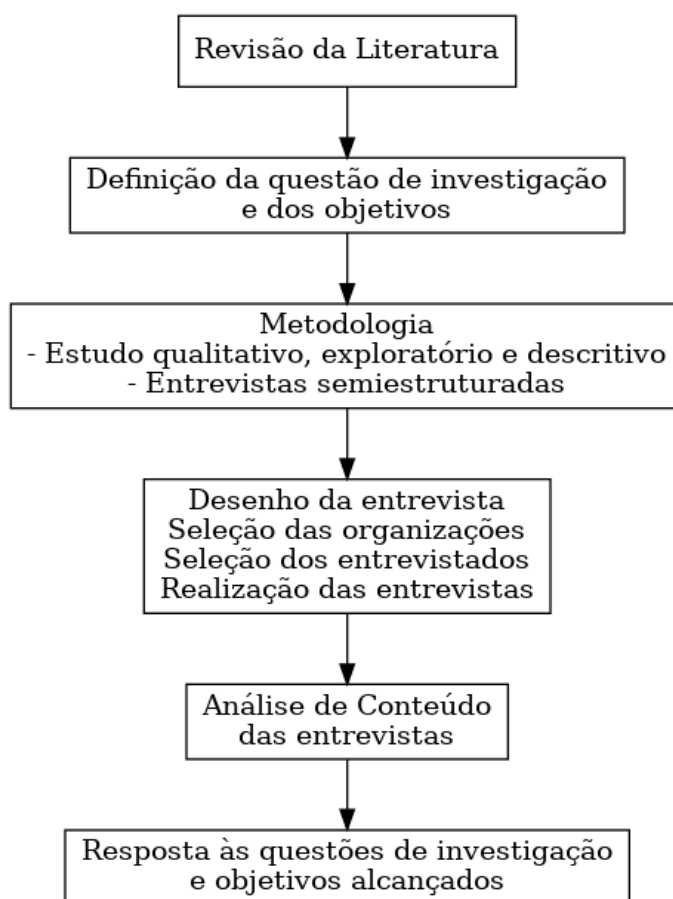 Revisão da Literatura
Definição da questão de investigação
e dos objetivos
Metodologia
- Estudo qualitativo, exploratório e descritivo
- Entrevistas semiestruturadas
Desenho da entrevista
Seleção das organizações
Seleção dos entrevistados
Realização das entrevistas
Análise de Conteúdo
das entrevistas
Resposta às questões de investigação
e objetivos alcançados